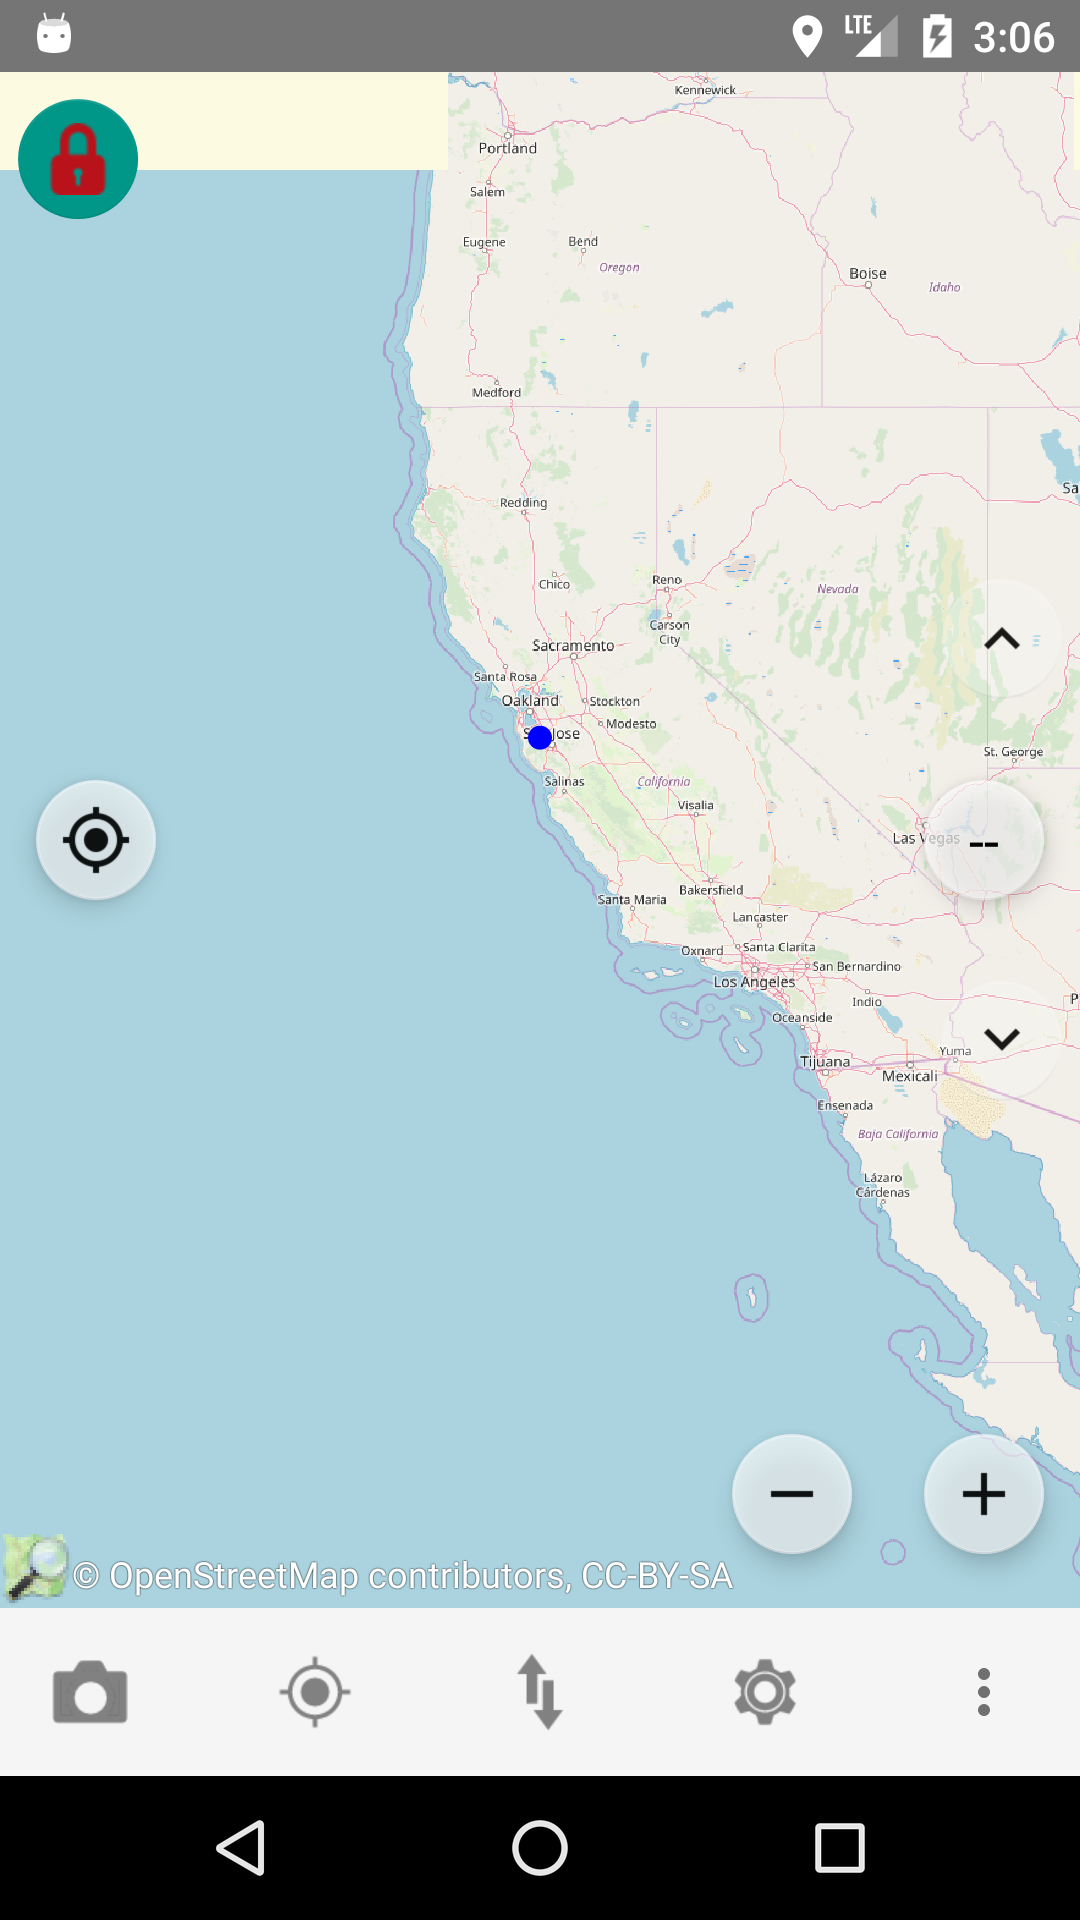 LTE 3:06
Kennewick
Portland
Salem
Eugene
Bend
Oregon
Boise
Idaho
Medford
Sa
Redding
Chico
Reno
Nevada
Carson
City
Sacramento
Santa Rosa
Oakland
Stockton
Modesto
St. George
Salinas
California
Visalia
Las Vegas
--
Bakersfield
Santa Maria
Lancaster
Oxnard
Santa Clarita
San Bernardino
Los Angeles
Indio
P
Oceanside
Yuma
Tijuana
Mexicali
Ensenada
Baja California
Lázaro
Cárdenas
© OpenStreetMap contributors, CC-BY-SA